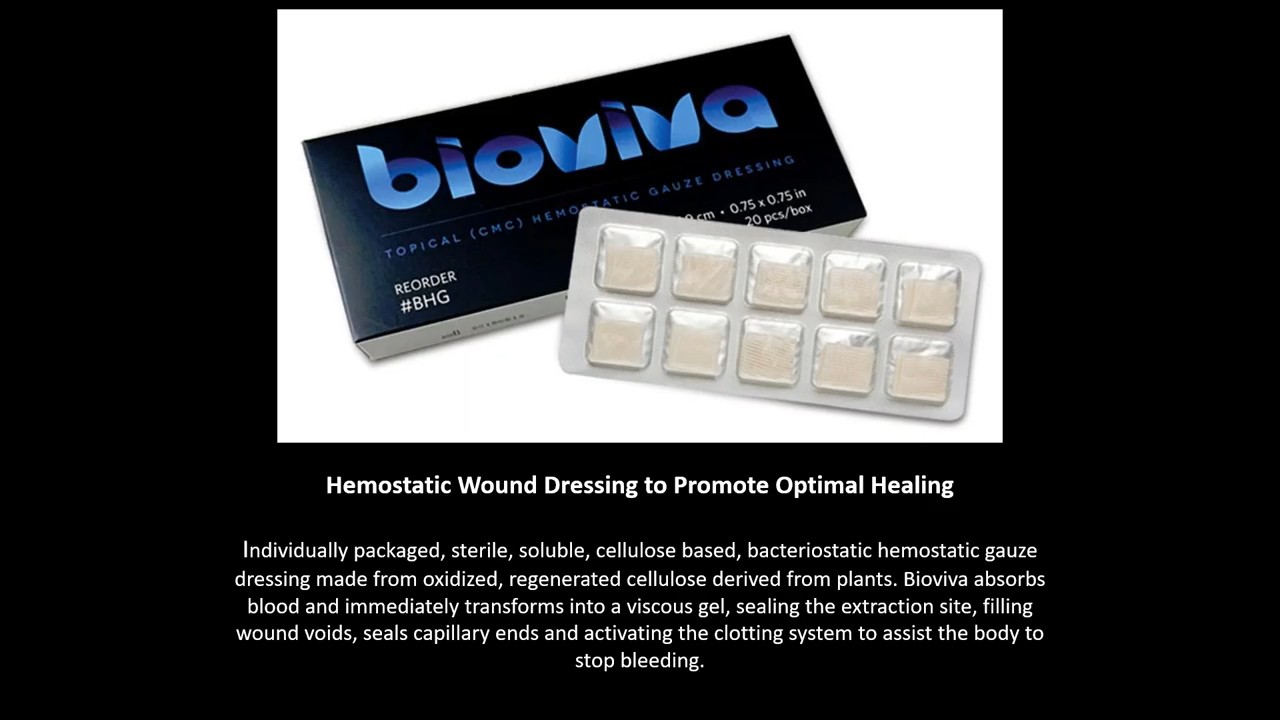 bioviva
TOPICAL (CMC) HEMOSTATIC GAUZE DRESSING
cm • 0.75 x 0.75 in
20 pcs/box
REORDER
#BHG
Hemostatic Wound Dressing to Promote Optimal Healing
Individually packaged, sterile, soluble, cellulose based, bacteriostatic hemostatic gauze
dressing made from oxidized, regenerated cellulose derived from plants. Bioviva absorbs
blood and immediately transforms into a viscous gel, sealing the extraction site, filling
wound voids, seals capillary ends and activating the clotting system to assist the body to
stop bleeding.